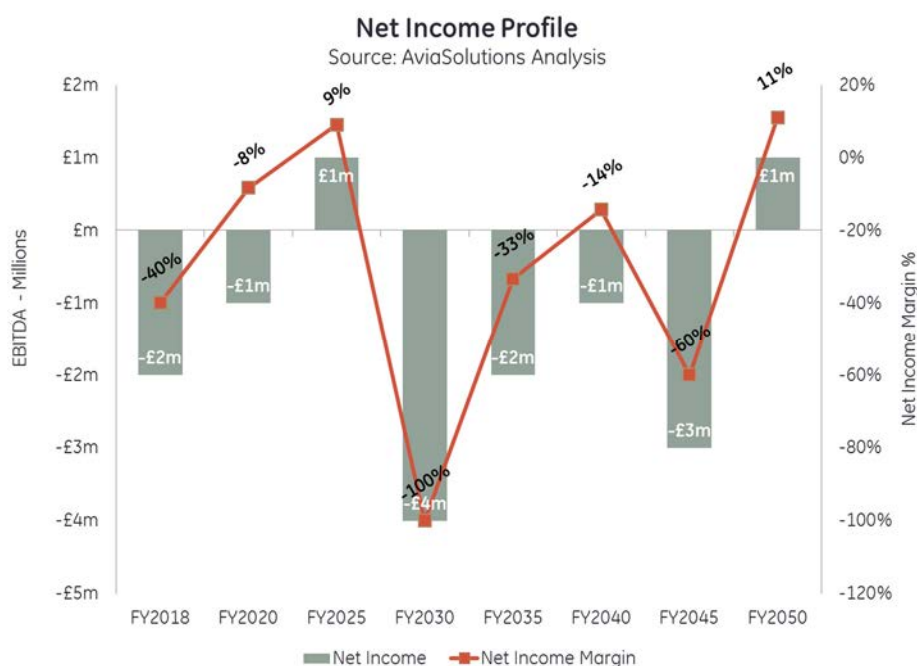 Net Income Profile
Source: AviaSolutions Analysis
£2m
£1m
£m
-£1m
-£2m
-£3m
-£4m
-£5m
EBITDA - Millions
20%
0%
-20%
-40%
-60%
-80%
-100%
-120%
Net Income Margin %
-40%
-8%
9%
-100%
-33%
-14%
-60%
11%
-£2m
-£1m
£1m
-£4m
-£2m
-£1m
-£3m
£1m
FY2018 FY2020 FY2025 FY2030 FY2035 FY2040 FY2045 FY2050
Net Income Net Income Margin